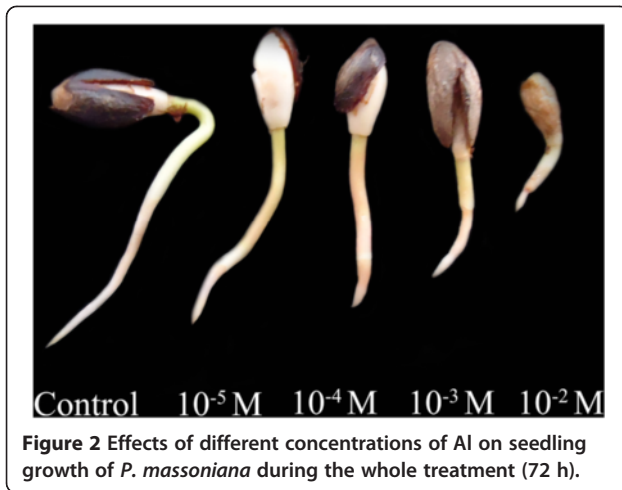 Control 10⁻⁵ M 10⁻⁴ M 10⁻³ M 10⁻² M
Figure 2 Effects of different concentrations of Al on seedling
growth of P. massoniana during the whole treatment (72 h).